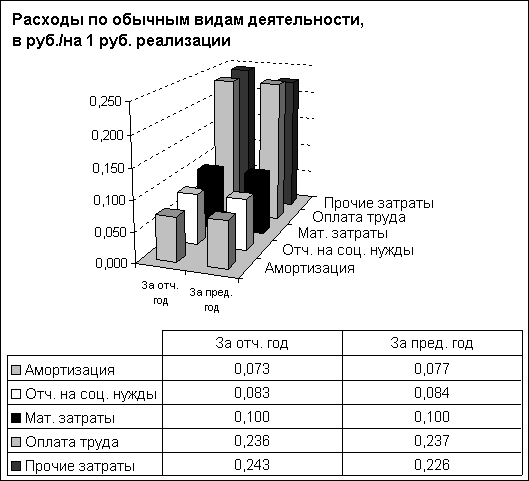 Расходы по обычным видам деятельности,
в руб./на 1 руб. реализации
0,250
0,200
0,150
0,100
0,050
0,000
За отч. год
За пред. год
Прочие затраты
Оплата труда
Мат. затраты
Отч. на соц. нужды
Амортизация
За отч. год За пред. год
Амортизация 0,073 0,077
Отч. на соц. нужды 0,083 0,084
Мат. затраты 0,100 0,100
Оплата труда 0,236 0,237
Прочие затраты 0,243 0,226